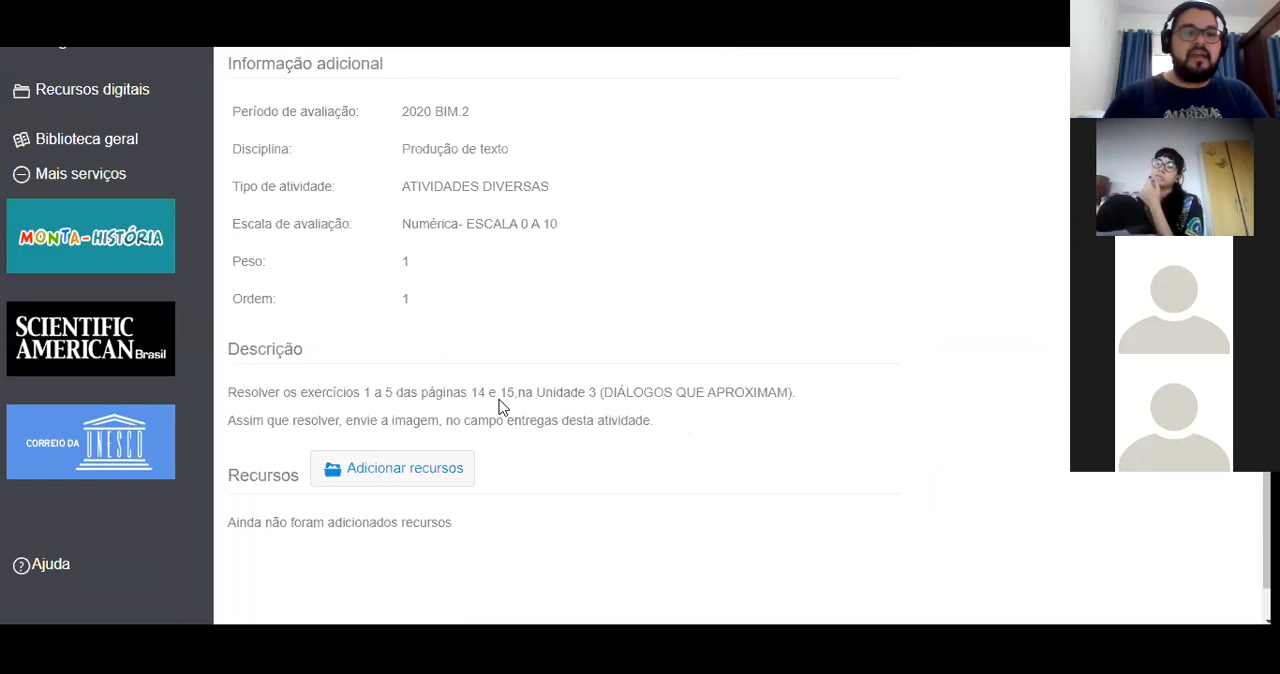 Recursos digitais
Biblioteca geral
Mais serviços
MONTA-HISTÓRIA
SCIENTIFIC
AMERICAN Brasil
CORREIO DA UNESCO
?Ajuda
Informação adicional
Período de avaliação: 2020 BIM.2
Disciplina: Produção de texto
Tipo de atividade: ATIVIDADES DIVERSAS
Escala de avaliação: Numérica- ESCALA 0 A 10
Peso: 1
Ordem: 1
Descrição
Resolver os exercícios 1 a 5 das páginas 14 e 15,na Unidade 3 (DIÁLOGOS QUE APROXIMAM).
Assim que resolver, envie a imagem, no campo entregas desta atividade.
Recursos Adicionar recursos
Ainda não foram adicionados recursos